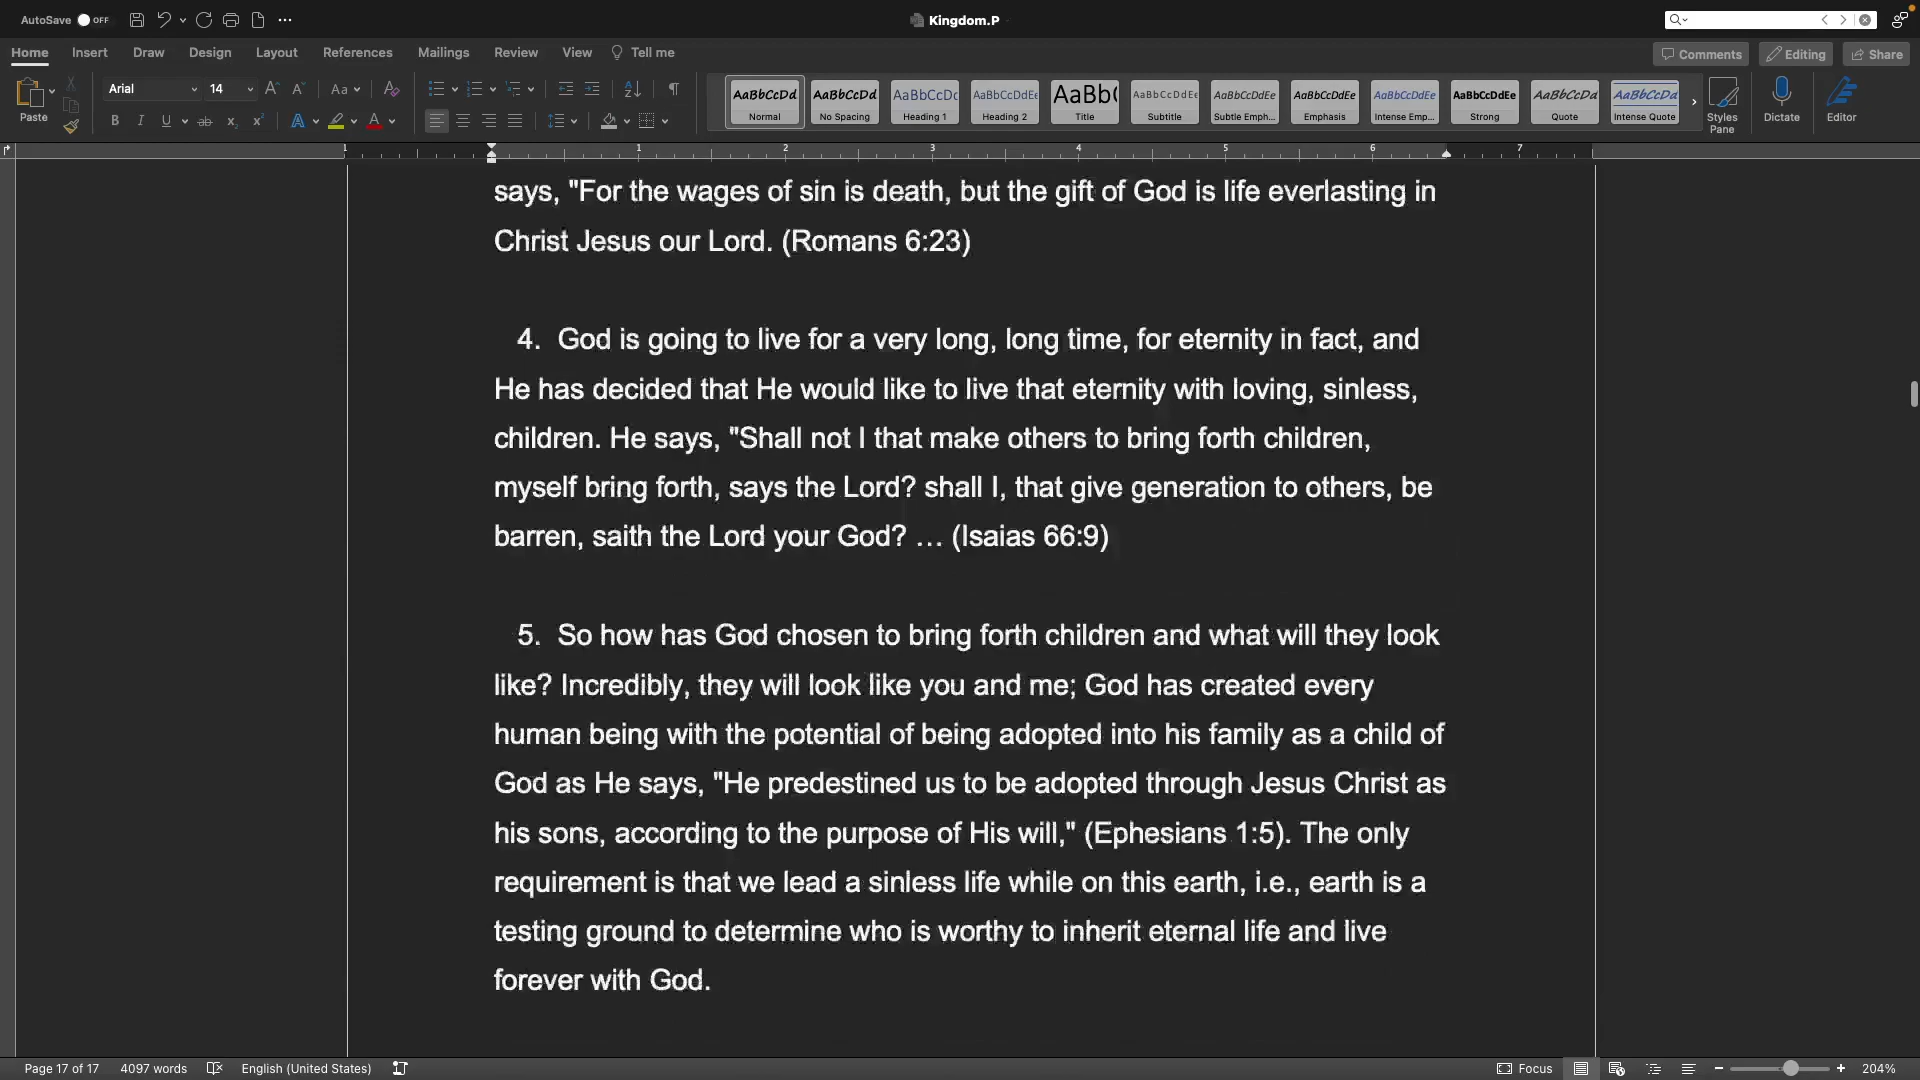 AutoSave OFF
Kingdom.P
Home Insert Draw Design Layout References Mailings Review View Tell me
Comments Editing Share
Paste
Arial 14
Aa
AaBbCcDd AaBbCcDd AaBbCcDc AaBbCcDdEe AaBb( AaBbCcDdEe AaBbCcDdEe AaBbCcDdEe AaBbCcDdEe AaBbCcDdEe AaBbCcDd AaBbCcDd
Normal No Spacing Heading 1 Heading 2 Title Subtitle Subtle Emph... Emphasis Intense Emp... Strong Quote Intense Quote
Styles Pane Dictate Editor
1 1 2 3 4 5 6 7
says, "For the wages of sin is death, but the gift of God is life everlasting in
Christ Jesus our Lord. (Romans 6:23)
4. God is going to live for a very long, long time, for eternity in fact, and
He has decided that He would like to live that eternity with loving, sinless,
children. He says, "Shall not I that make others to bring forth children,
myself bring forth, says the Lord? shall I, that give generation to others, be
barren, saith the Lord your God? … (Isaias 66:9)
5. So how has God chosen to bring forth children and what will they look
like? Incredibly, they will look like you and me; God has created every
human being with the potential of being adopted into his family as a child of
God as He says, "He predestined us to be adopted through Jesus Christ as
his sons, according to the purpose of His will," (Ephesians 1:5). The only
requirement is that we lead a sinless life while on this earth, i.e., earth is a
testing ground to determine who is worthy to inherit eternal life and live
forever with God.
Page 17 of 17 4097 words English (United States) Focus 204%